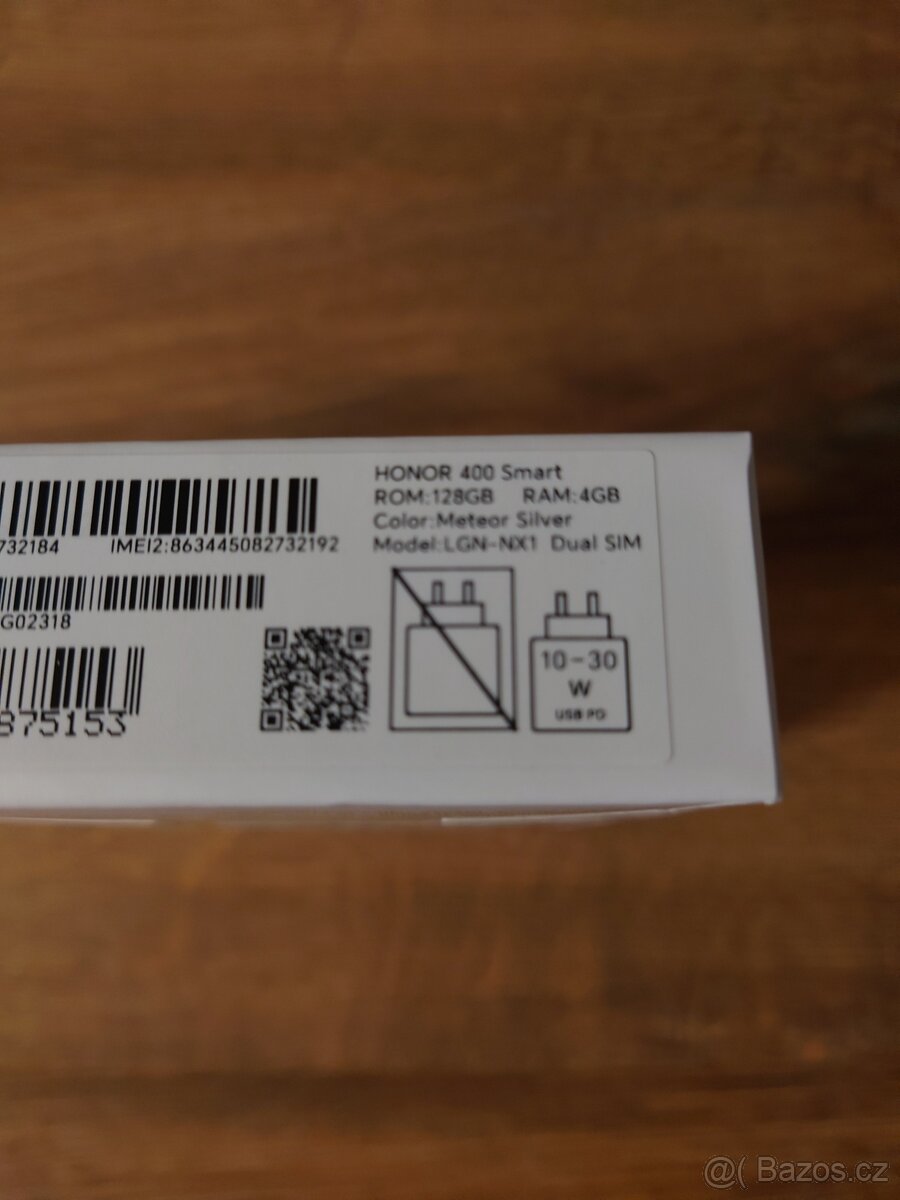 HONOR 400 Smart
ROM:128GB RAM:4GB
Color:Meteor Silver
Model:LGN-NX1 Dual SIM
732184 IMEI2:863445082732192
G02318
875153
10-30
W
USB PD
@( Bazos.cz